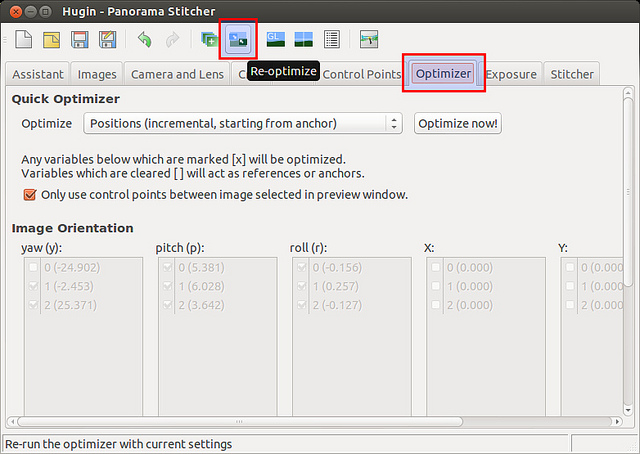 Hugin - Panorama Stitcher
GL
Assistant Images Camera and Lens C Control Points Optimizer Exposure Stitcher
Re-optimize
Quick Optimizer
Optimize Positions (incremental, starting from anchor) Optimize now!
Any variables below which are marked [x] will be optimized.
Variables which are cleared [ ] will act as references or anchors.
Only use control points between image selected in preview window.
Image Orientation
yaw (y): pitch (p): roll (r): X: Y:
0 (-24.902) 0 (5.381) 0 (-0.156) 0 (0.000) 0 (0.000
1 (-2.453) 1 (6.028) 1 (0.257) 1 (0.000) 1 (0.000
2 (25.371) 2 (3.642) 2 (-0.127) 2 (0.000) 2 (0.000
Re-run the optimizer with current settings